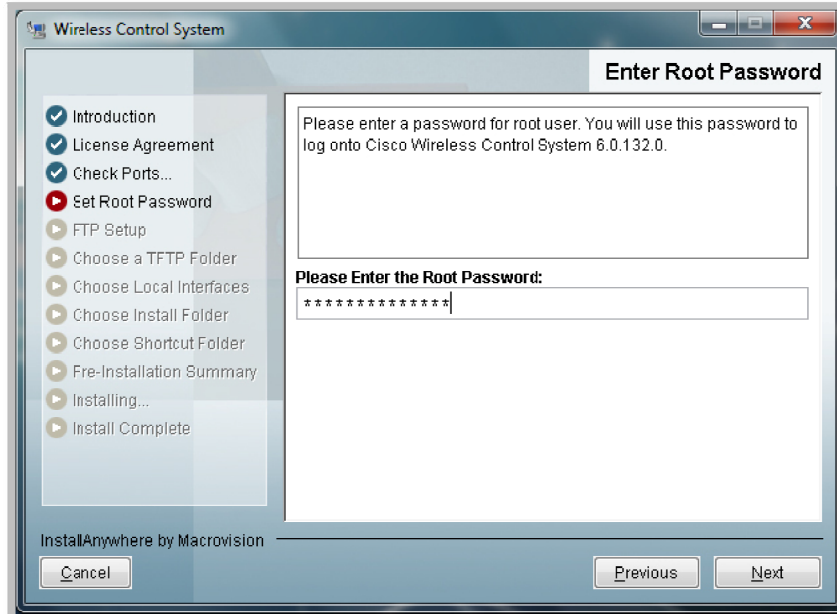 Wireless Control System
Enter Root Password
Introduction
License Agreement
Check Ports...
Set Root Password
FTP Setup
Choose a TFTP Folder
Choose Local Interfaces
Choose Install Folder
Choose Shortcut Folder
Pre-Installation Summary
Installing...
Install Complete
Please enter a password for root user. You will use this password to
log onto Cisco Wireless Control System 6.0.132.0.
Please Enter the Root Password:
**************
InstallAnywhere by Macrovision
Cancel
Previous
Next